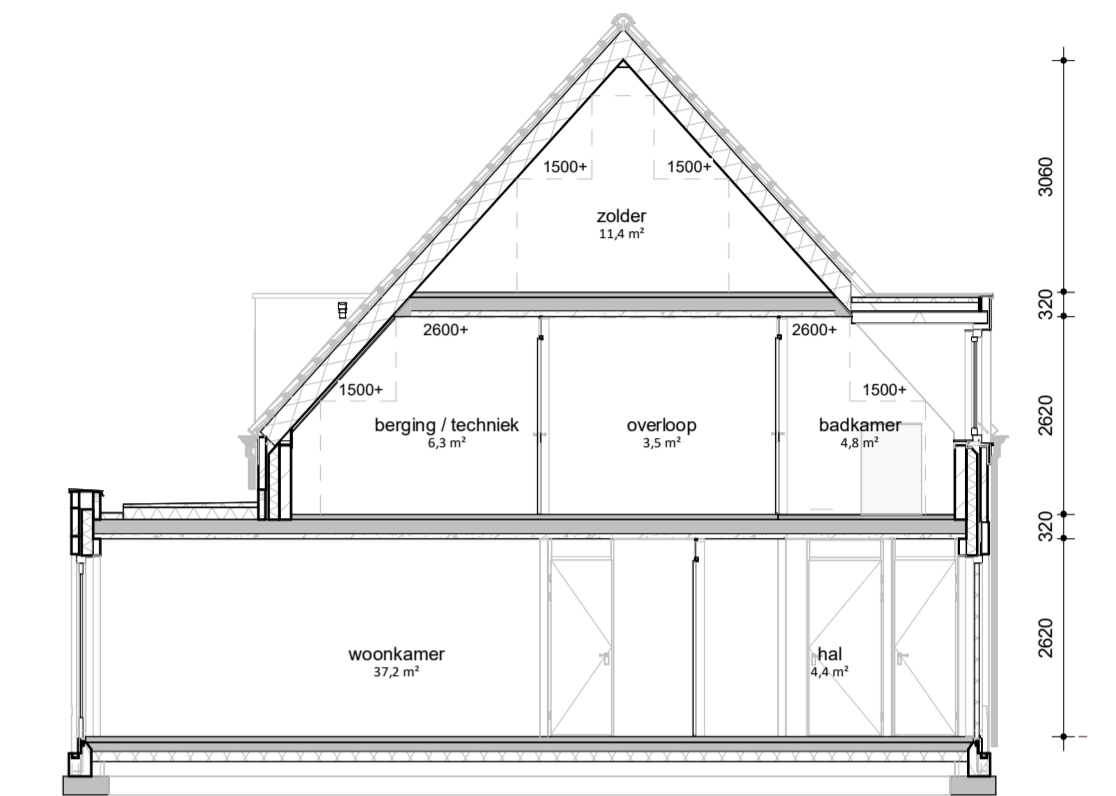 1500+
1500+
3060
zolder
11,4 m²
320
2600+
2600+
1500+
1500+
2620
berging / techniek
6,3 m²
overloop
3,5 m²
badkamer
4,8 m²
320
2620
woonkamer
37,2 m²
hal
4,4 m²